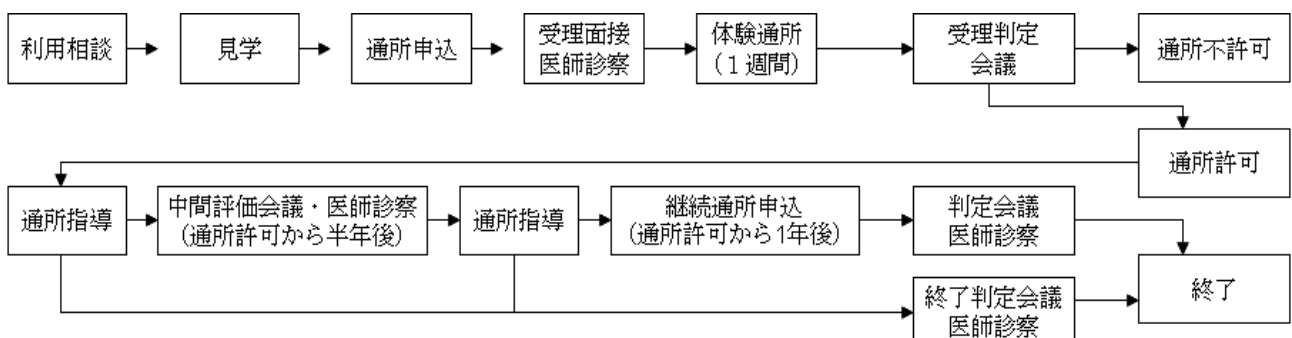 利用相談
見学
通所申込
受理面接
医師診察
体験通所
(１週間)
受理判定
会議
通所不許可
通所許可
通所指導
中間評価会議・医師診察
(通所許可から半年後)
通所指導
継続通所申込
(通所許可から1年後)
判定会議
医師診察
終了
終了判定会議
医師診察